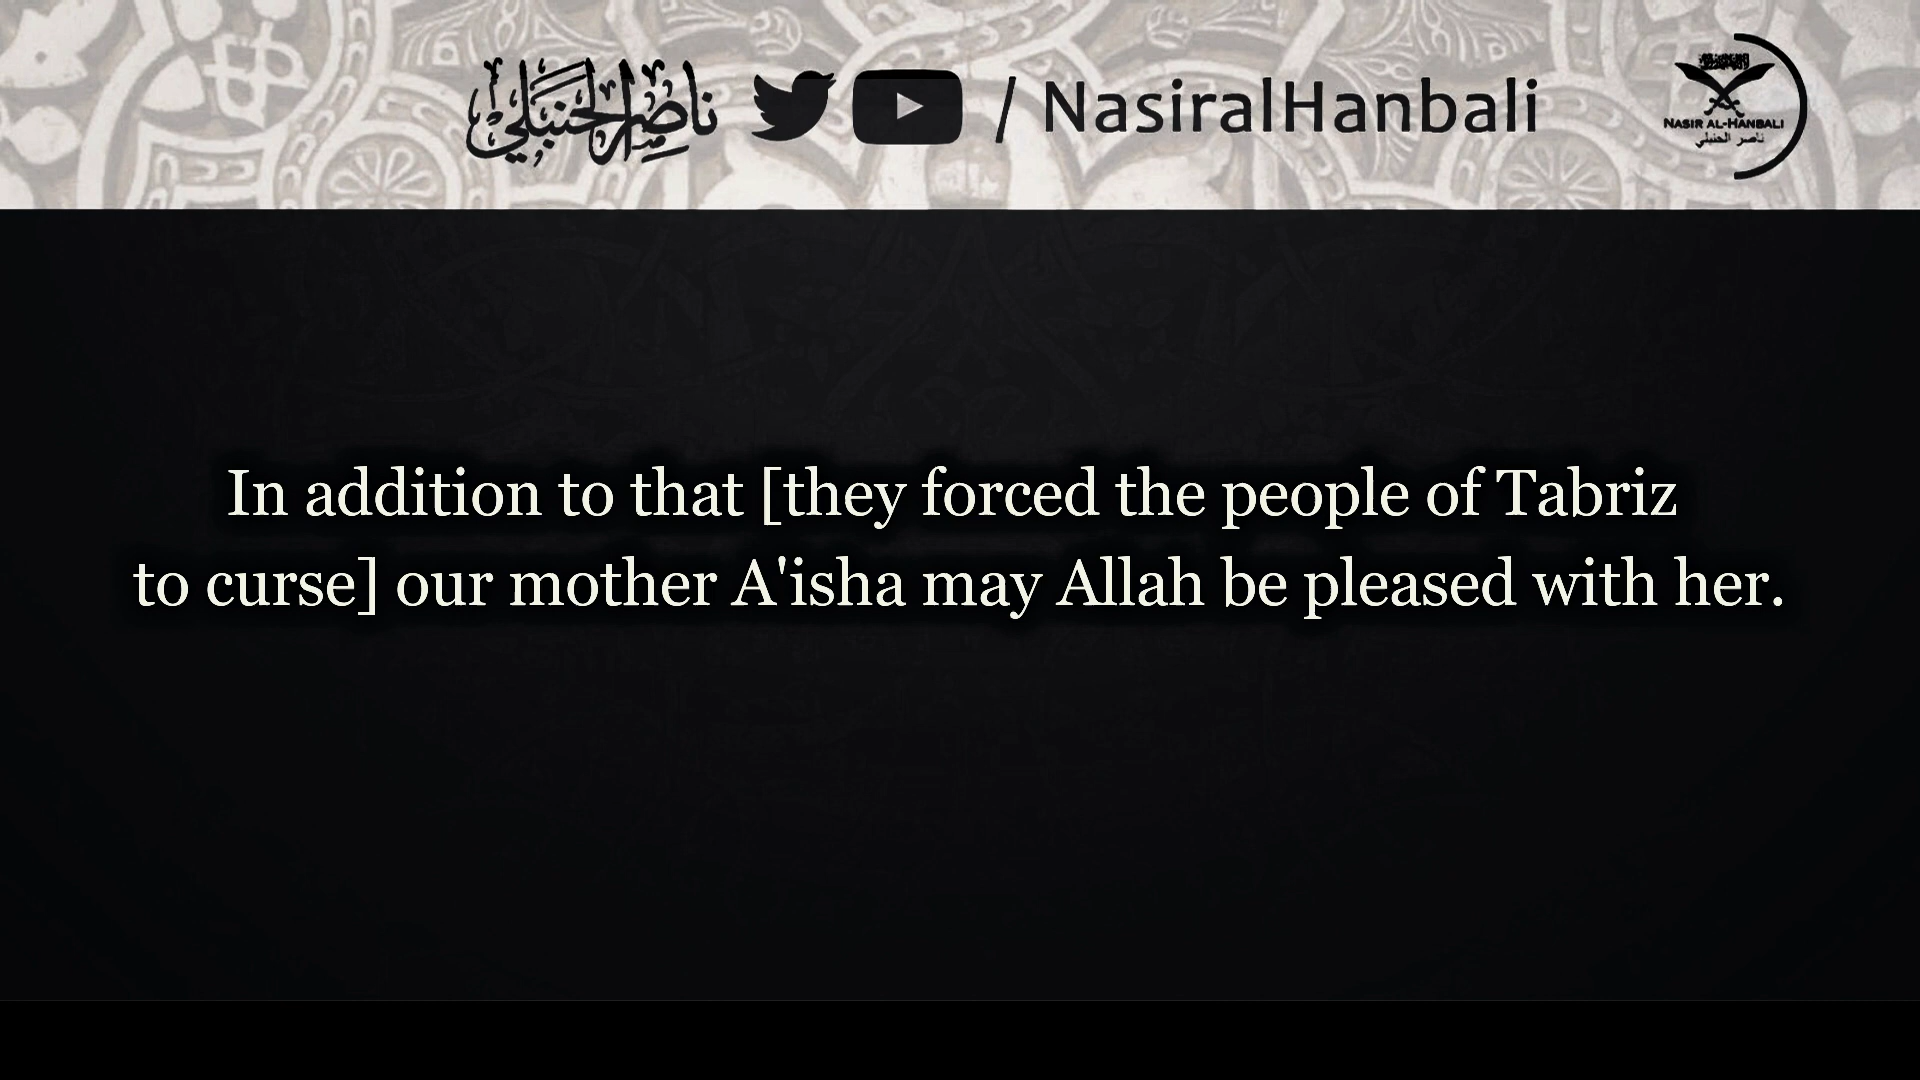 ناصر الحنبلي / NasiralHanbali
NASIR AL-HANBALI
ناصر الحنبلي
In addition to that [they forced the people of Tabriz
to curse] our mother A'isha may Allah be pleased with her.